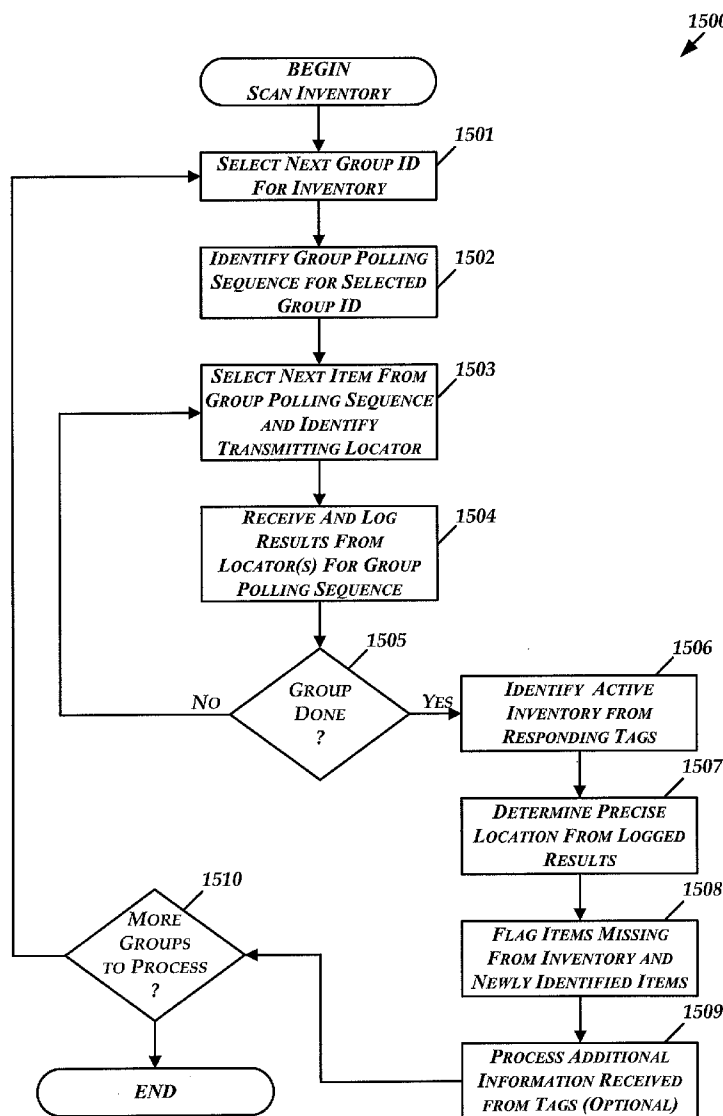 1500
BEGIN
SCAN INVENTORY
1501
SELECT NEXT GROUP ID
FOR INVENTORY
1502
IDENTIFY GROUP POLLING
SEQUENCE FOR SELECTED
GROUP ID
1503
SELECT NEXT ITEM FROM
GROUP POLLING SEQUENCE
AND IDENTIFY
TRANSMITTING LOCATOR
1504
RECEIVE AND LOG
RESULTS FROM
LOCATOR(S) FOR GROUP
POLLING SEQUENCE
1505
GROUP
DONE
?
NO
YES
1506
IDENTIFY ACTIVE
INVENTORY FROM
RESPONDING TAGS
1507
DETERMINE PRECISE
LOCATION FROM LOGGED
RESULTS
1508
FLAG ITEMS MISSING
FROM INVENTORY AND
NEWLY IDENTIFIED ITEMS
1509
PROCESS ADDITIONAL
INFORMATION RECEIVED
FROM TAGS (OPTIONAL)
1510
MORE
GROUPS
TO PROCESS
?
END